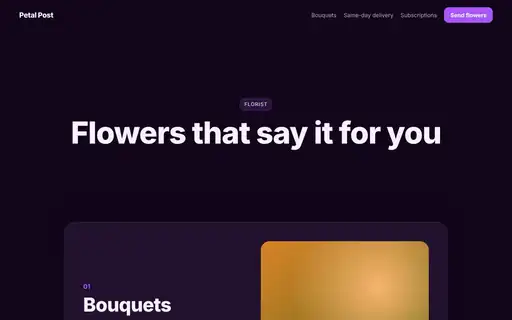 Petal Post
Bouquets
Same-day delivery
Subscriptions
Send flowers
FLORIST
Flowers that say it for you
01
Bouquets